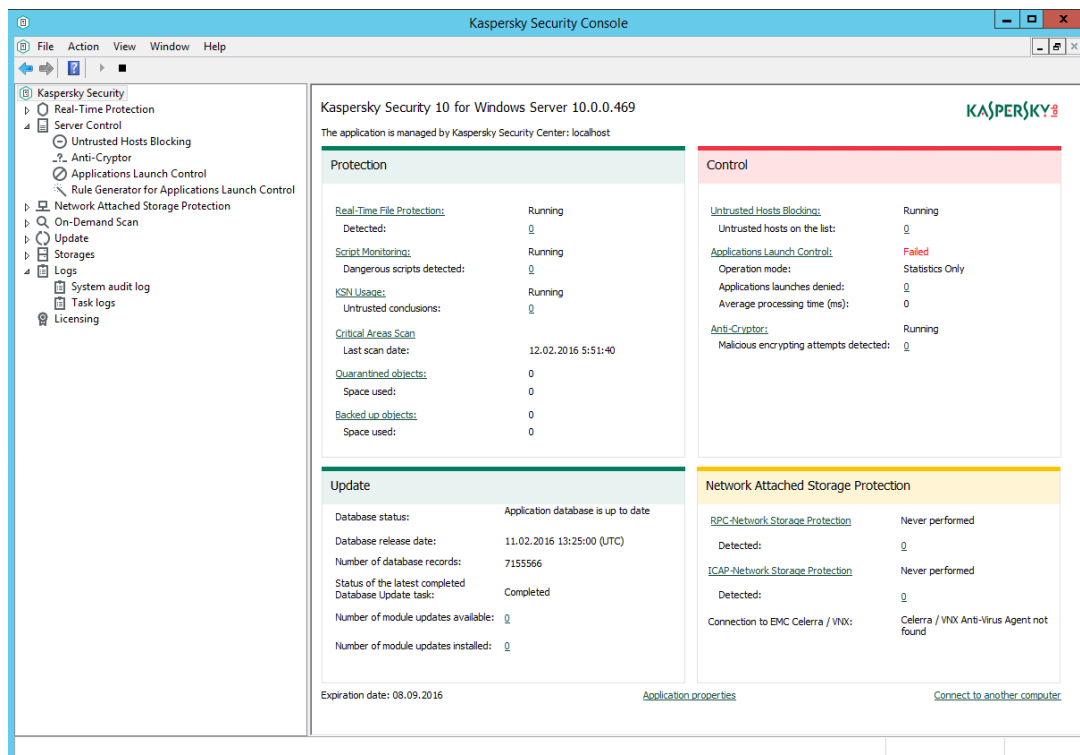 Kaspersky Security Console
File Action View Window Help
Kaspersky Security
Real-Time Protection
Server Control
Untrusted Hosts Blocking
Anti-Cryptor
Applications Launch Control
Rule Generator for Applications Launch Control
Network Attached Storage Protection
On-Demand Scan
Update
Storages
Logs
System audit log
Task logs
Licensing
Kaspersky Security 10 for Windows Server 10.0.0.469
KASPERSKY lab
The application is managed by Kaspersky Security Center: localhost
Protection
Real-Time File Protection: Running
Detected: 0
Script Monitoring: Running
Dangerous scripts detected: 0
KSN Usage: Running
Untrusted conclusions: 0
Critical Areas Scan
Last scan date: 12.02.2016 5:51:40
Quarantined objects: 0
Space used: 0
Backed up objects: 0
Space used: 0
Control
Untrusted Hosts Blocking: Running
Untrusted hosts on the list: 0
Applications Launch Control: Failed
Operation mode: Statistics Only
Applications launches denied: 0
Average processing time (ms): 0
Anti-Cryptor: Running
Malicious encrypting attempts detected: 0
Update
Database status: Application database is up to date
Database release date: 11.02.2016 13:25:00 (UTC)
Number of database records: 7155566
Status of the latest completed
Database Update task: Completed
Number of module updates available: 0
Number of module updates installed: 0
Network Attached Storage Protection
RPC-Network Storage Protection Never performed
Detected: 0
ICAP-Network Storage Protection Never performed
Detected: 0
Connection to EMC Celerra / VNX: Celerra / VNX Anti-Virus Agent not
found
Expiration date: 08.09.2016 Application properties Connect to another computer